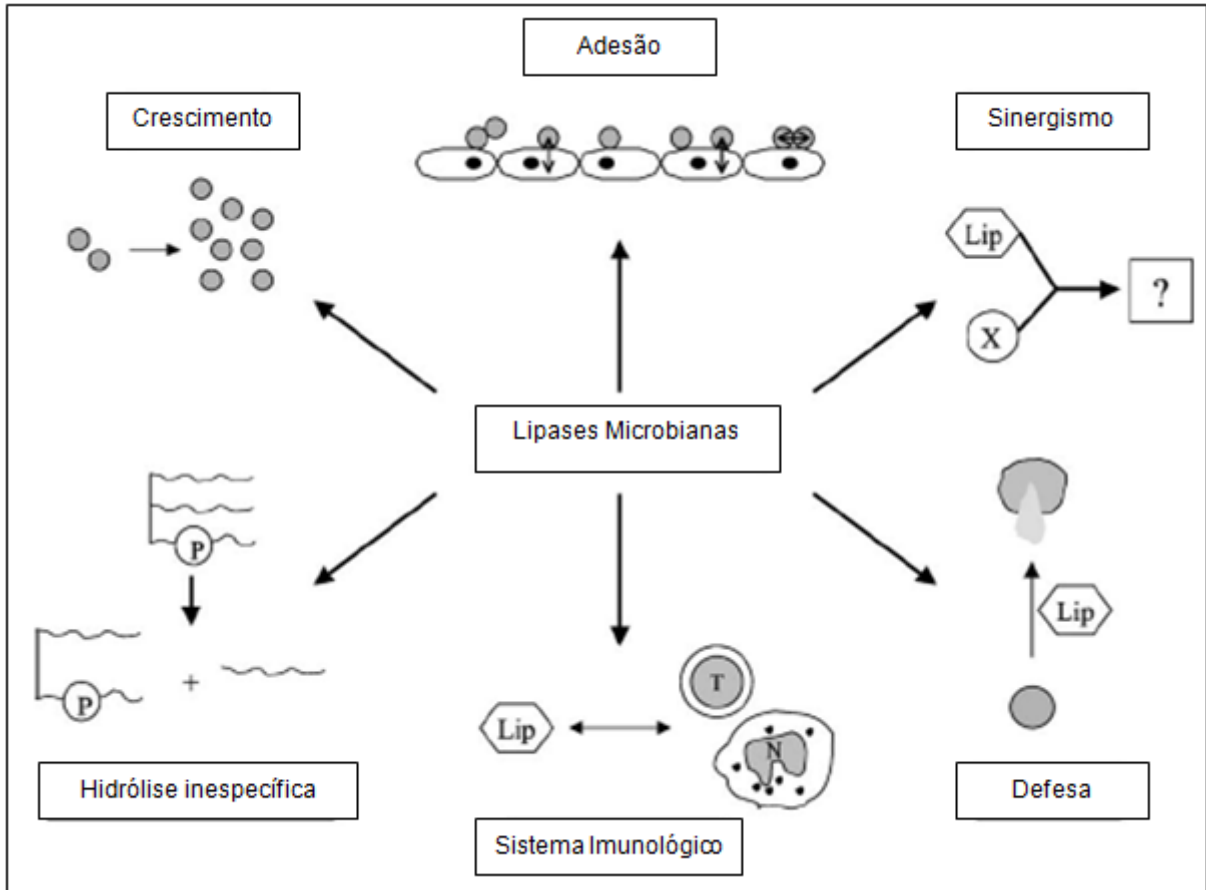 Adesão
Crescimento
Sinergismo
Lip
X
?
Lipases Microbianas
P
P
+
Lip
T
N
Lip
Hidrólise inespecífica
Sistema Imunológico
Defesa